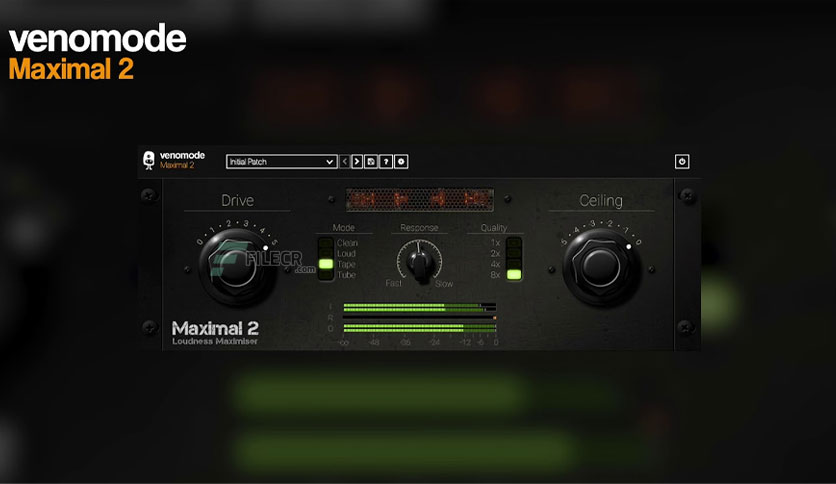 venomode
Maximal 2
venomode
Maximal 2
Initial Patch
?
Drive
0 1 2 3 4 5
Mode
Clean
Loud
Tape
Tube
Response
Fast
Slow
Quality
1x
2x
4x
8x
Ceiling
5 4 3 2 1 0
FILECR
.com
Maximal 2
Loudness Maximiser
L
R
O
-oo -48 -36 -24 -12 -6 0